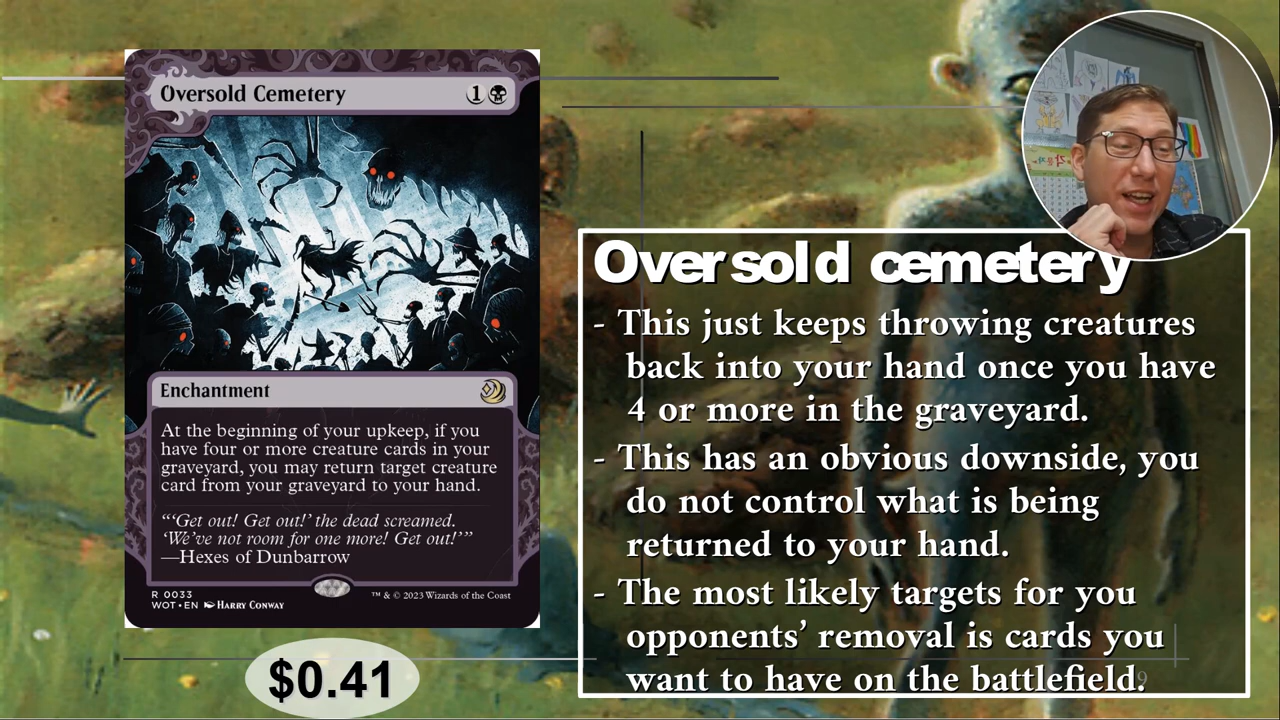 Oversold Cemetery 1
Enchantment
At the beginning of your upkeep, if you
have four or more creature cards in your
graveyard, you may return target creature
card from your graveyard to your hand.
“‘Get out! Get out!’ the dead screamed.
‘We’ve not room for one more! Get out!’”
—Hexes of Dunbarrow
R 0033
WOT • EN Harry Conway
™ & © 2023 Wizards of the Coast
$0.41
Oversold cemetery
- This just keeps throwing creatures
back into your hand once you have
4 or more in the graveyard.
- This has an obvious downside, you
do not control what is being
returned to your hand.
- The most likely targets for you
opponents’ removal is cards you
want to have on the battlefield.
9